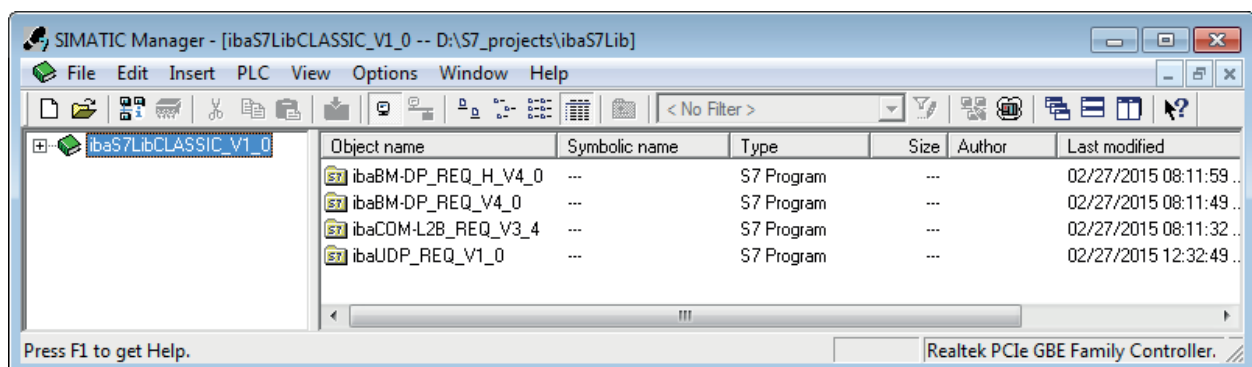 SIMATIC Manager - [ibaS7LibCLASSIC_V1_0 -- D:\S7_projects\ibaS7Lib]
File Edit Insert PLC View Options Window Help
< No Filter >
ibaS7LibCLASSIC_V1_0
Object name Symbolic name Type Size Author Last modified
ibaBM-DP_REQ_H_V4_0 --- S7 Program --- 02/27/2015 08:11:59 ..
ibaBM-DP_REQ_V4_0 --- S7 Program --- 02/27/2015 08:11:49 ..
ibaCOM-L2B_REQ_V3_4 --- S7 Program --- 02/27/2015 08:11:32 ..
ibaUDP_REQ_V1_0 --- S7 Program --- 02/27/2015 12:32:49 ..
Press F1 to get Help. Realtek PCIe GBE Family Controller.